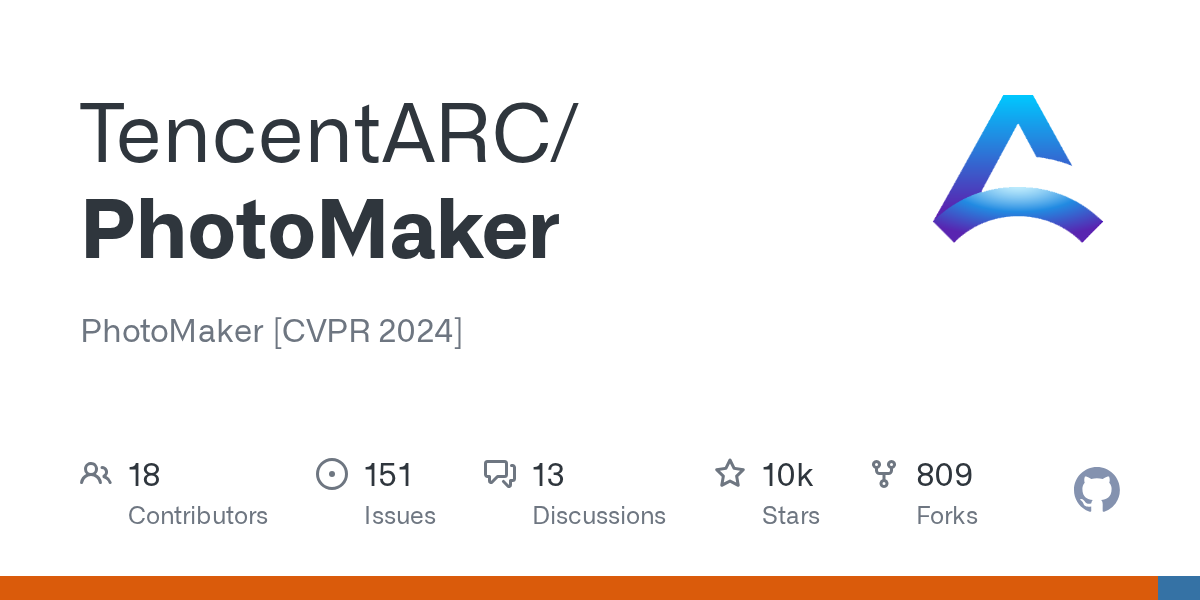 TencentARC/
PhotoMaker
PhotoMaker [CVPR 2024]
18 151 13 10k 809
Contributors Issues Discussions Stars Forks